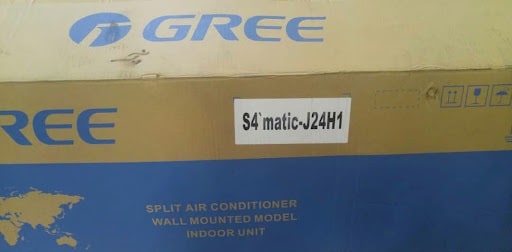 GREE
REE
S4`matic-J24H1
SPLIT AIR CONDITIONER
WALL MOUNTED MODEL
INDOOR UNIT